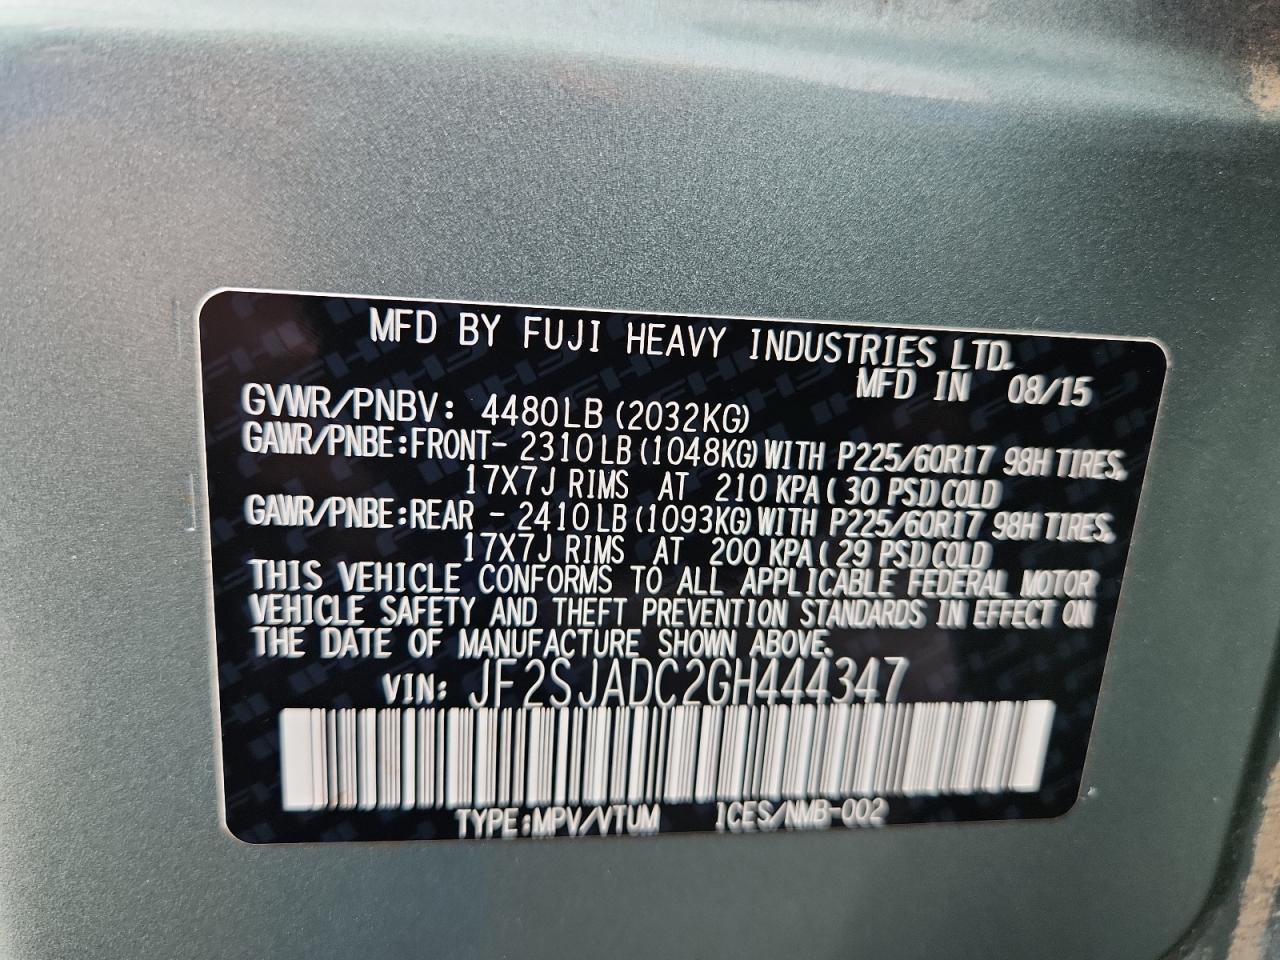 MFD BY FUJI HEAVY INDUSTRIES LTD.
MFD IN 08/15
GVWR/PNBV: 4480LB (2032KG)
GAWR/PNBE:FRONT- 2310 LB (1048KG) WITH P225/60R17 98H TIRES.
17X7J RIMS AT 210 KPA ( 30 PSI) COLD
GAWR/PNBE:REAR - 2410 LB (1093KG) WITH P225/60R17 98H TIRES.
17X7J RIMS AT 200 KPA ( 29 PSI) COLD
THIS VEHICLE CONFORMS TO ALL APPLICABLE FEDERAL MOTOR
VEHICLE SAFETY AND THEFT PREVENTION STANDARDS IN EFFECT ON
THE DATE OF MANUFACTURE SHOWN ABOVE.
VIN: JF2SJADC2GH444347
TYPE:MPV/VTUM ICES/NMB-002